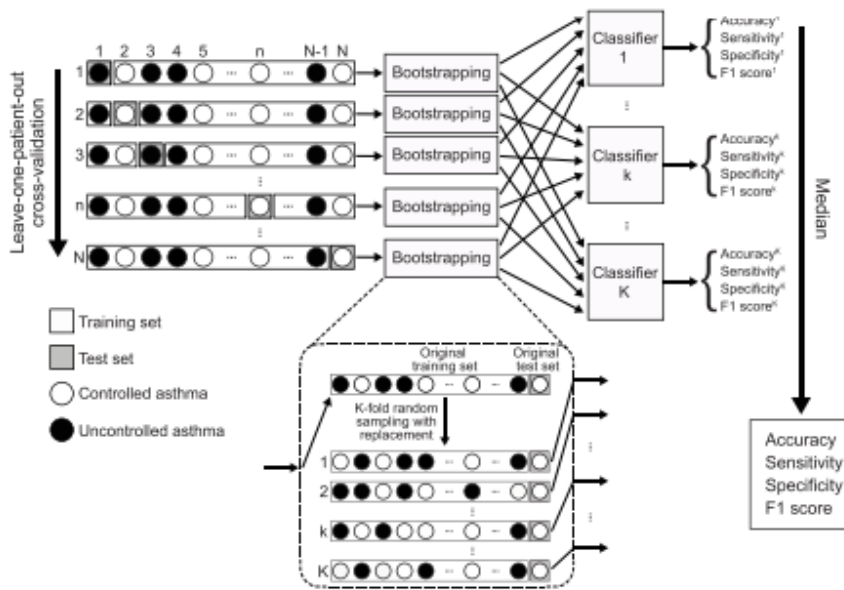 1 2 3 4 5 n N-1 N
Leave-one-patient-out
cross-validation
1
2
3
n
N
Bootstrapping
Bootstrapping
Bootstrapping
Bootstrapping
Bootstrapping
Classifier
1
Classifier
k
Classifier
K
Accuracy¹
Sensitivity¹
Specificity¹
F1 score¹
Accuracyᵏ
Sensitivityᵏ
Specificityᵏ
F1 scoreᵏ
Accuracyᴷ
Sensitivityᴷ
Specificityᴷ
F1 scoreᴷ
Median
Training set
Test set
Controlled asthma
Uncontrolled asthma
Original
training set
Original
test set
K-fold random
sampling with
replacement
1
2
k
K
Accuracy
Sensitivity
Specificity
F1 score